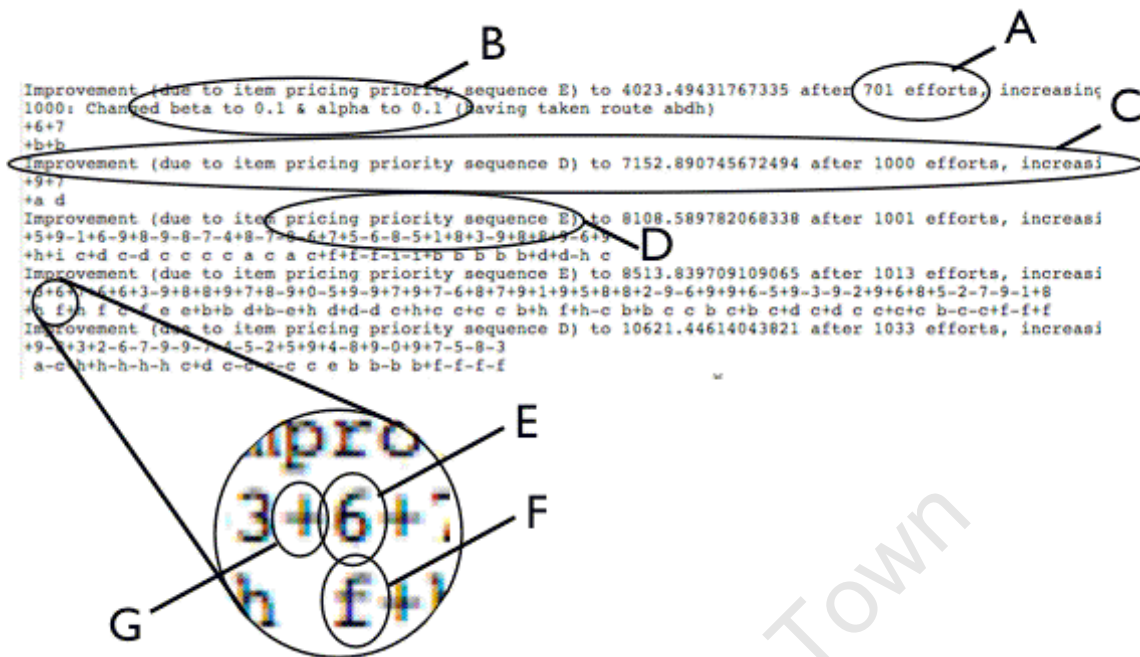 B
A
Improvement (due to item pricing priority sequence E) to 4023.49431767335 after 701 efforts, increasing
1000: Changed beta to 0.1 & alpha to 0.1 (having taken route abdh)
C
+6+7
+b+b
Improvement (due to item pricing priority sequence D) to 7152.890745672494 after 1000 efforts, increasi
+9+7
+a d
Improvement (due to item pricing priority sequence E) to 8108.589782068338 after 1001 efforts, increasi
D
+h+i c+d c-d c c c c a c a c+f+f-f-i-i+b b b b b+d+d-h c
Improvement (due to item pricing priority sequence E) to 8513.839709109065 after 1013 efforts, increasi
Improvement (due to item pricing priority sequence D) to 10621.44614043821 after 1033 efforts, increasi
E
mpro
3+6+7
F
h f+h
G
Town